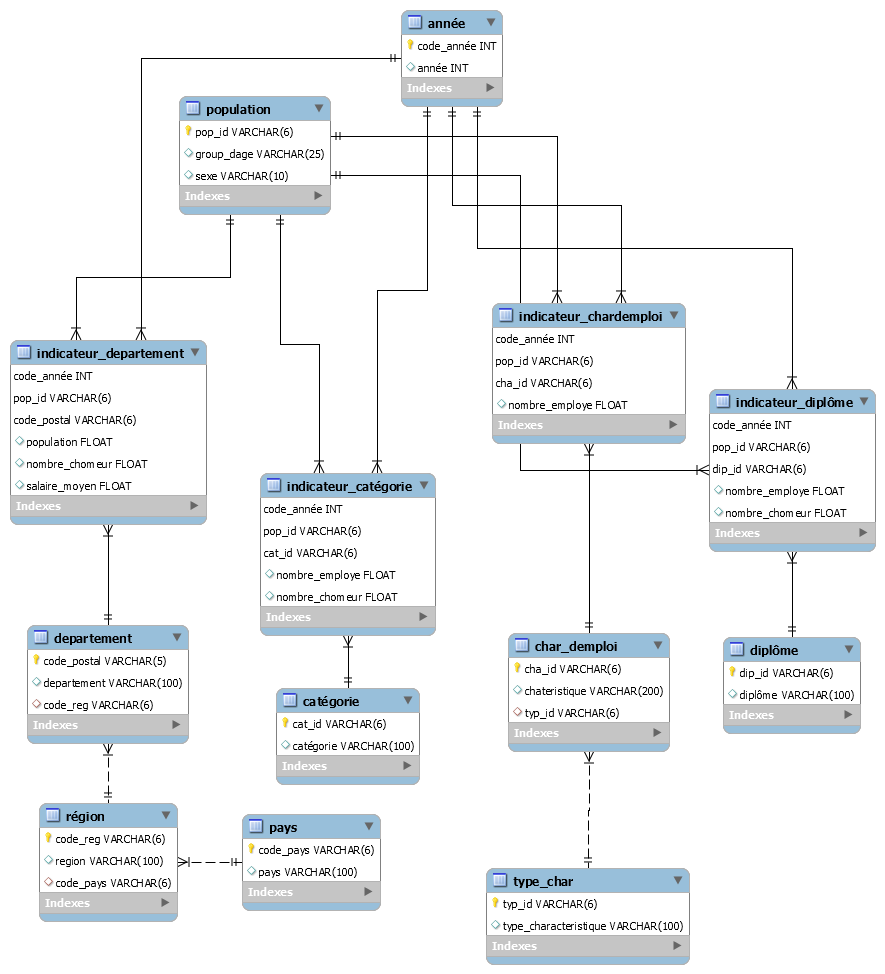 année
code_année INT
année INT
Indexes
population
pop_id VARCHAR(6)
group_dage VARCHAR(25)
sexe VARCHAR(10)
Indexes
indicateur_chardemploi
code_année INT
pop_id VARCHAR(6)
cha_id VARCHAR(6)
nombre_employe FLOAT
Indexes
indicateur_departement
code_année INT
pop_id VARCHAR(6)
code_postal VARCHAR(6)
population FLOAT
nombre_chomeur FLOAT
salaire_moyen FLOAT
Indexes
indicateur_diplôme
code_année INT
pop_id VARCHAR(6)
dip_id VARCHAR(6)
nombre_employe FLOAT
nombre_chomeur FLOAT
Indexes
indicateur_catégorie
code_année INT
pop_id VARCHAR(6)
cat_id VARCHAR(6)
nombre_employe FLOAT
nombre_chomeur FLOAT
Indexes
departement
code_postal VARCHAR(5)
departement VARCHAR(100)
code_reg VARCHAR(6)
Indexes
char_demploi
cha_id VARCHAR(6)
chateristique VARCHAR(200)
typ_id VARCHAR(6)
Indexes
diplôme
dip_id VARCHAR(6)
diplôme VARCHAR(100)
Indexes
catégorie
cat_id VARCHAR(6)
catégorie VARCHAR(100)
Indexes
région
code_reg VARCHAR(6)
region VARCHAR(100)
code_pays VARCHAR(6)
Indexes
pays
code_pays VARCHAR(6)
pays VARCHAR(100)
Indexes
type_char
typ_id VARCHAR(6)
type_characteristique VARCHAR(100)
Indexes